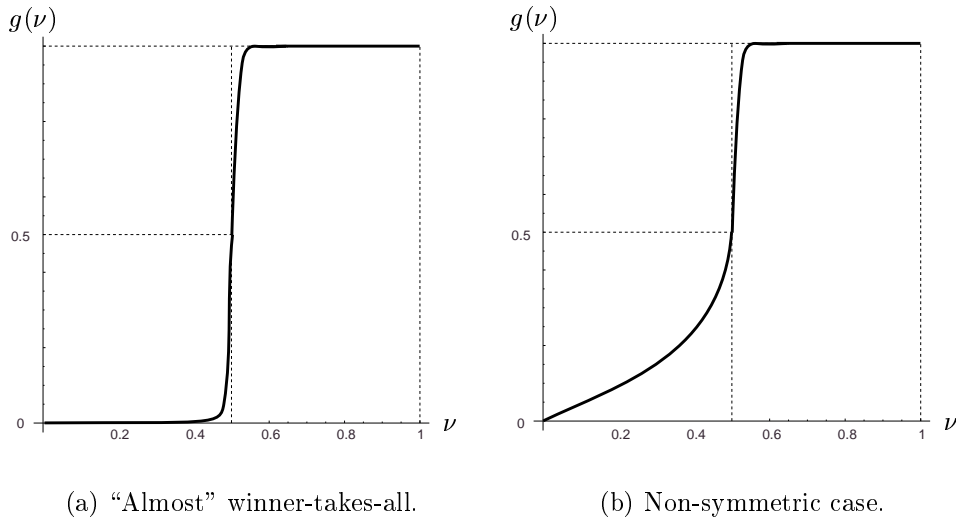 g(ν)
0.5
0
0.2 0.4 0.6 0.8 1 ν
(a) “Almost” winner-takes-all.
g(ν)
0.5
0
0.2 0.4 0.6 0.8 1 ν
(b) Non-symmetric case.